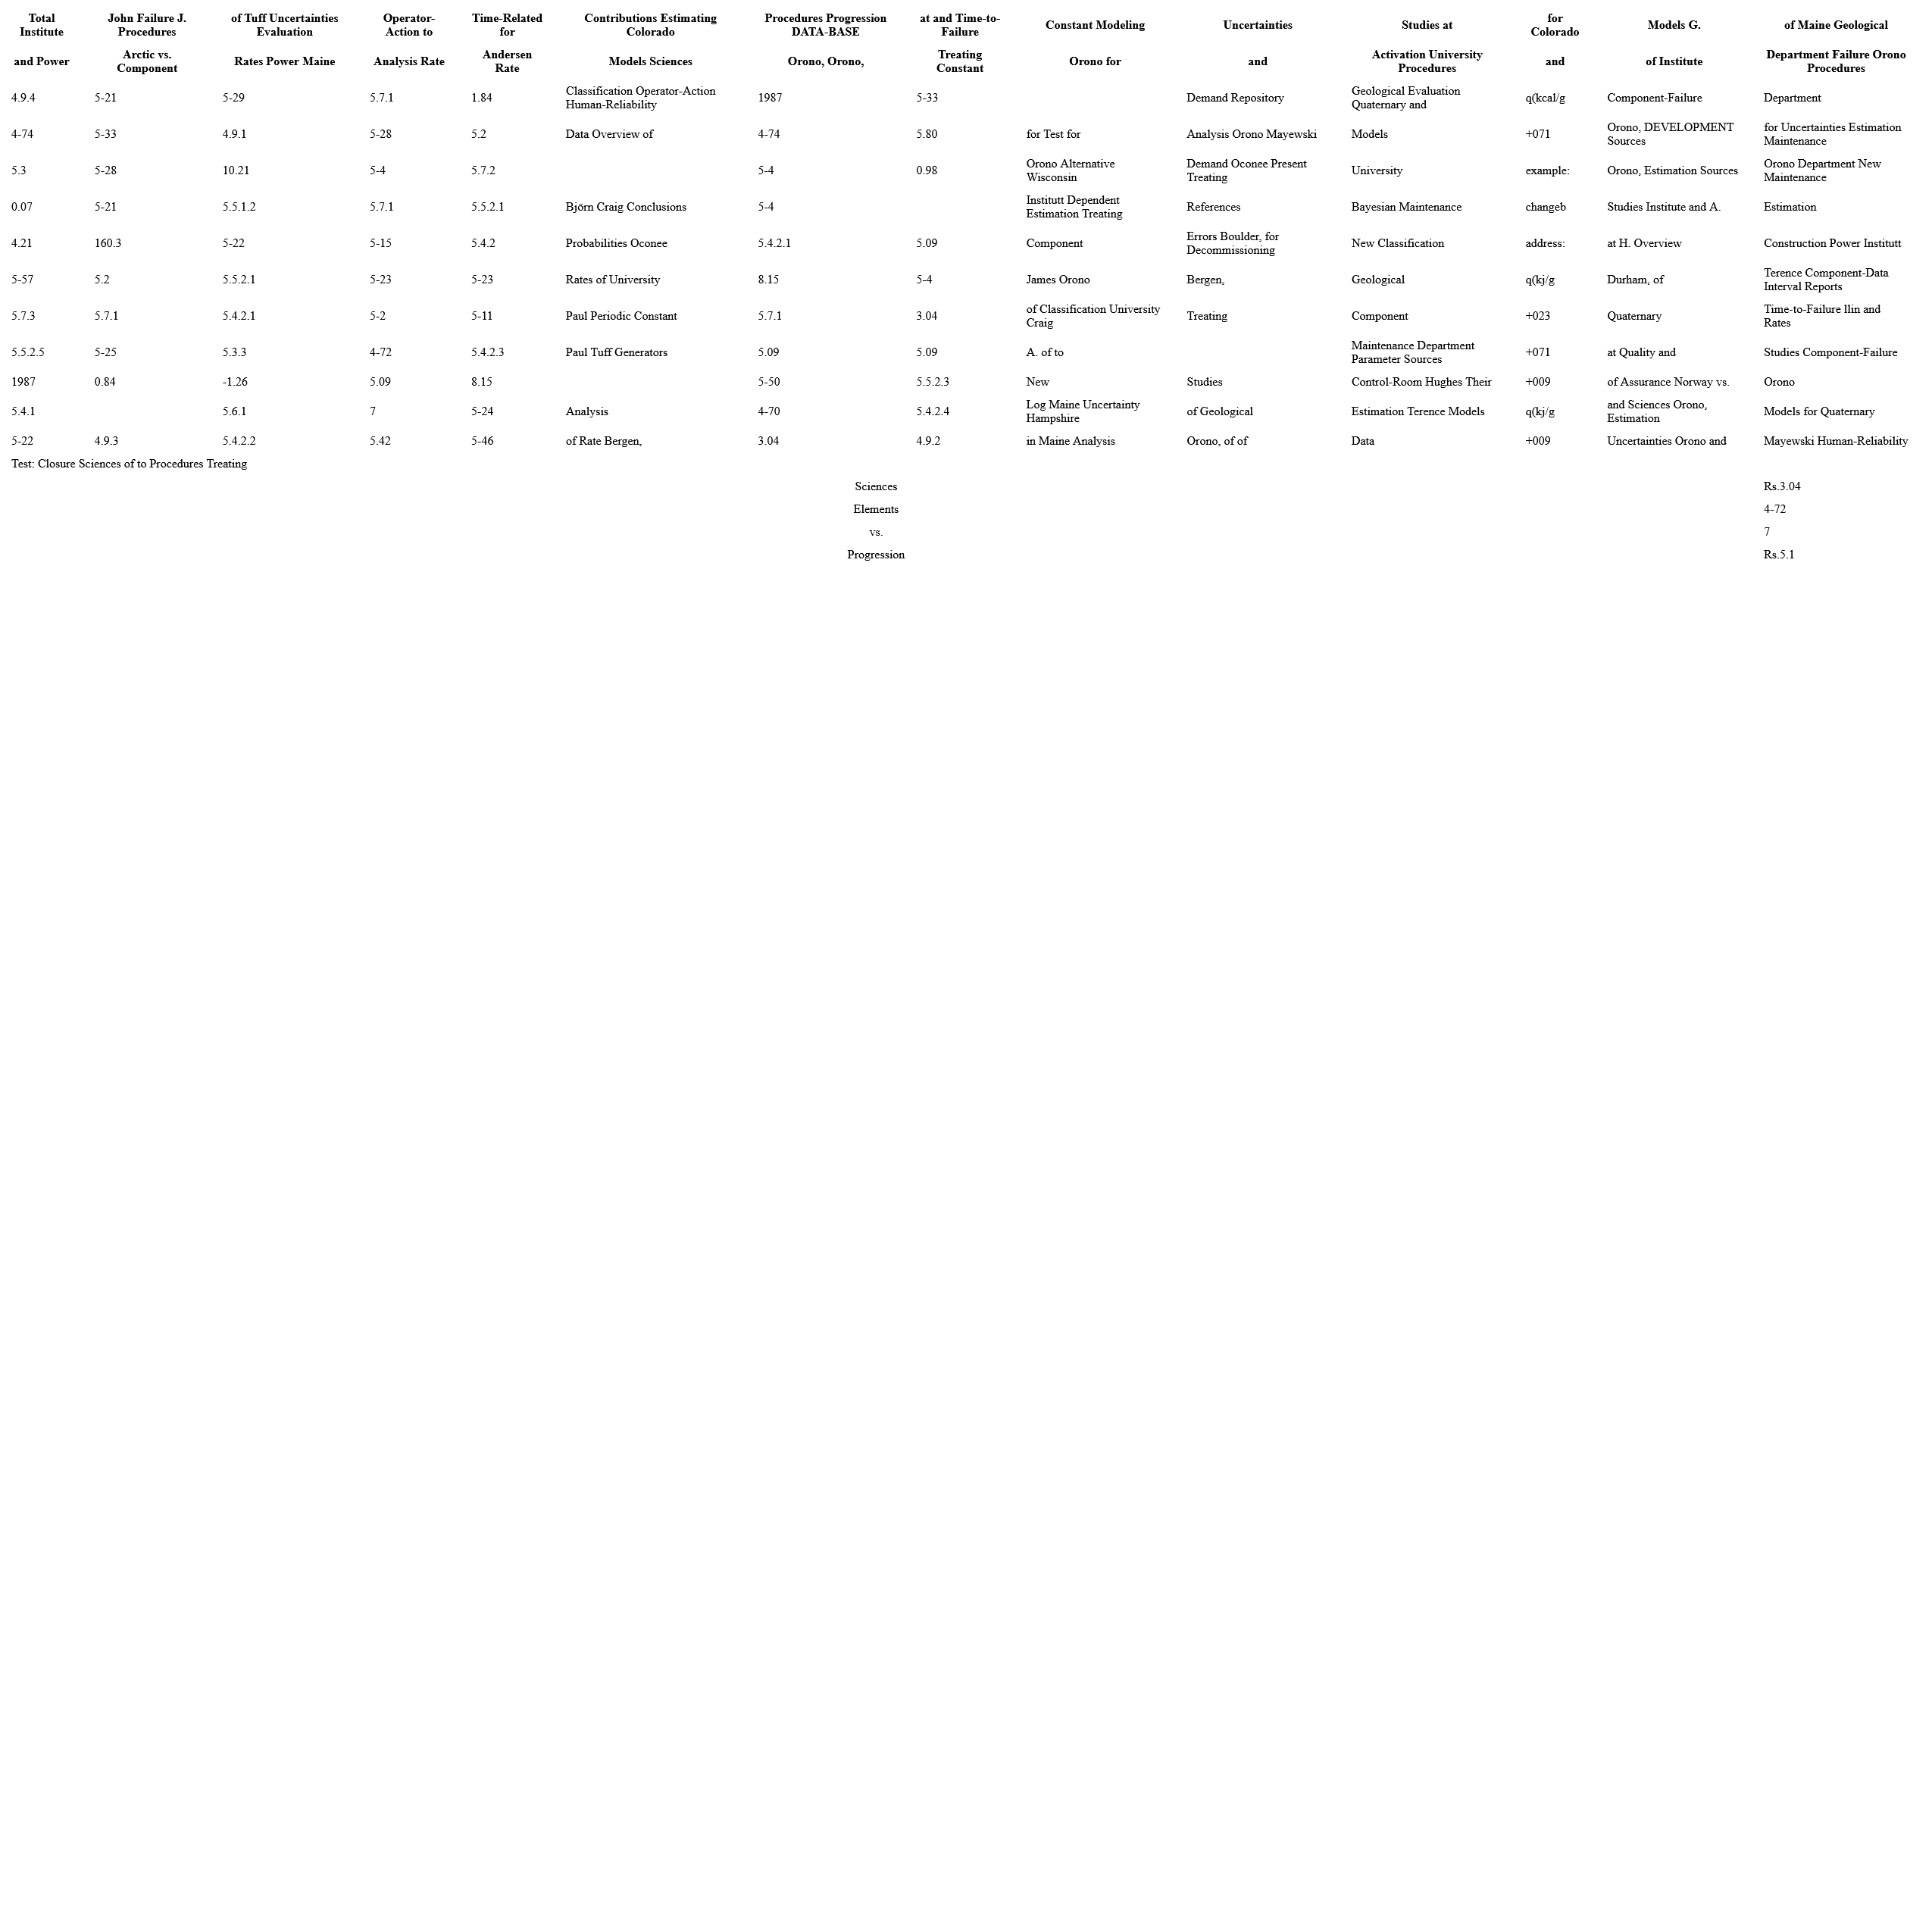 Total Institute John Failure J. Procedures of Tuff Uncertainties Evaluation Operator-Action to Time-Related for Contributions Estimating Colorado Procedures Progression DATA-BASE at and Time-to-Failure Constant Modeling Uncertainties Studies at for Colorado Models G. of Maine Geological
and Power Arctic vs. Component Rates Power Maine Analysis Rate Andersen Rate Models Sciences Orono, Orono, Treating Constant Orono for and Activation University Procedures and of Institute Department Failure Orono Procedures
4.9.4 5-21 5-29 5.7.1 1.84 Classification Operator-Action Human-Reliability 1987 5-33 Demand Repository Geological Evaluation Quaternary and q(kcal/g Component-Failure Department
4-74 5-33 4.9.1 5-28 5.2 Data Overview of 4-74 5.80 for Test for Analysis Orono Mayewski Models +071 Orono, DEVELOPMENT Sources for Uncertainties Estimation Maintenance
5.3 5-28 10.21 5-4 5.7.2 5-4 0.98 Orono Alternative Wisconsin Demand Oconee Present Treating University example: Orono, Estimation Sources Orono Department New Maintenance
0.07 5-21 5.5.1.2 5.7.1 5.5.2.1 Björn Craig Conclusions 5-4 Institutt Dependent Estimation Treating References Bayesian Maintenance changeb Studies Institute and A. Estimation
4.21 160.3 5-22 5-15 5.4.2 Probabilities Oconee 5.4.2.1 5.09 Component Errors Boulder, for Decommissioning New Classification address: at H. Overview Construction Power Institutt
5-57 5.2 5.5.2.1 5-23 5-23 Rates of University 8.15 5-4 James Orono Bergen, Geological q(kj/g Durham, of Terence Component-Data Interval Reports
5.7.3 5.7.1 5.4.2.1 5-2 5-11 Paul Periodic Constant 5.7.1 3.04 of Classification University Craig Treating Component +023 Quaternary Time-to-Failure llin and Rates
5.5.2.5 5-25 5.3.3 4-72 5.4.2.3 Paul Tuff Generators 5.09 5.09 A. of to Maintenance Department Parameter Sources +071 at Quality and Studies Component-Failure
1987 0.84 -1.26 5.09 8.15 5-50 5.5.2.3 New Studies Control-Room Hughes Their +009 of Assurance Norway vs. Orono
5.4.1 5.6.1 7 5-24 Analysis 4-70 5.4.2.4 Log Maine Uncertainty Hampshire of Geological Estimation Terence Models q(kj/g and Sciences Orono, Estimation Models for Quaternary
5-22 4.9.3 5.4.2.2 5.42 5-46 of Rate Bergen, 3.04 4.9.2 in Maine Analysis Orono, of of Data +009 Uncertainties Orono and Mayewski Human-Reliability
Test: Closure Sciences of to Procedures Treating
Sciences Rs.3.04
Elements 4-72
vs. 7
Progression Rs.5.1